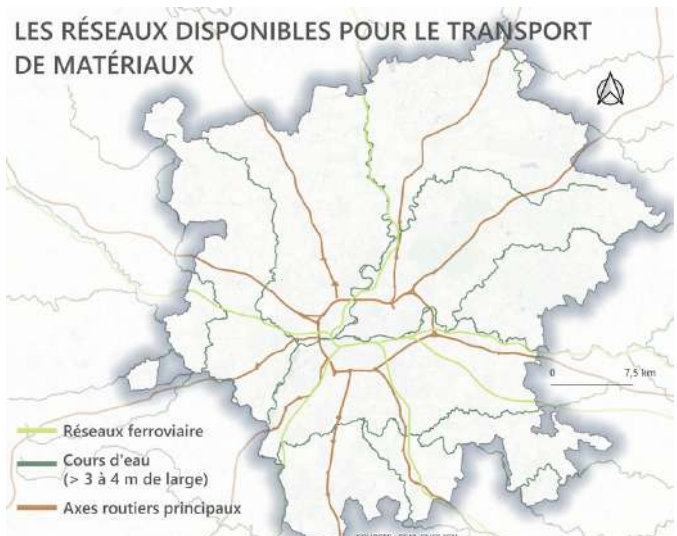 LES RÉSEAUX DISPONIBLES POUR LE TRANSPORT
DE MATÉRIAUX
0 7,5 km
Réseaux ferroviaire
Cours d'eau
(> 3 à 4 m de large)
Axes routiers principaux